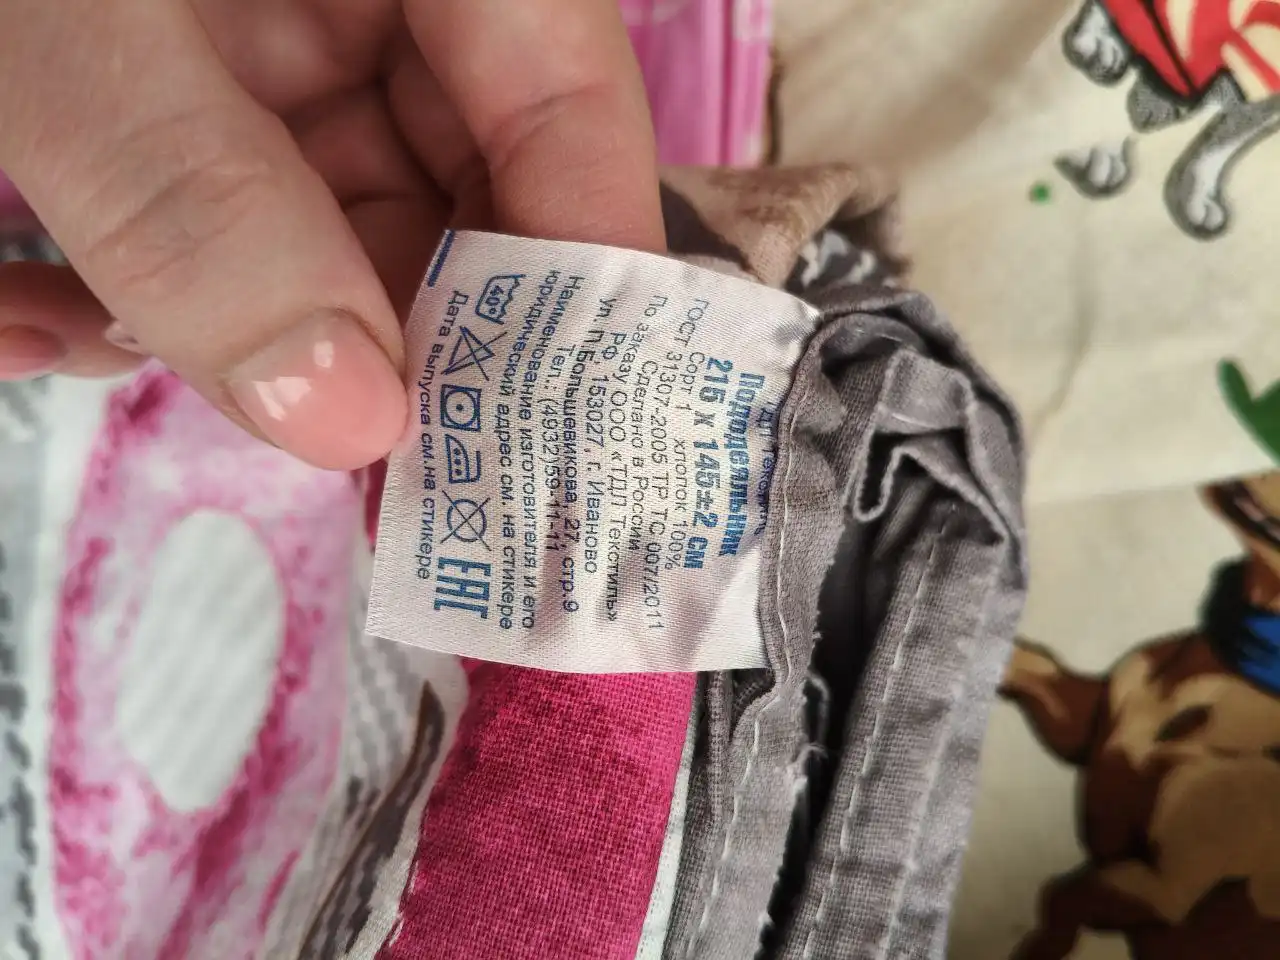 Пододеяльник
215 x 145±2 см
Сорт 1 хлопок 100%
ГОСТ 31307-2005 ТР ТС 007/2011
Сделано в России
По заказу ООО «ТДЛ Текстиль»
РФ, 153027, г. Иваново
ул. П.Большевикова, 27, стр. 9
Тел.: (4932)59-11-11
Наименование изготовителя и его
юридический адрес см. на стикере
40° EAC
Дата выпуска см. на стикере